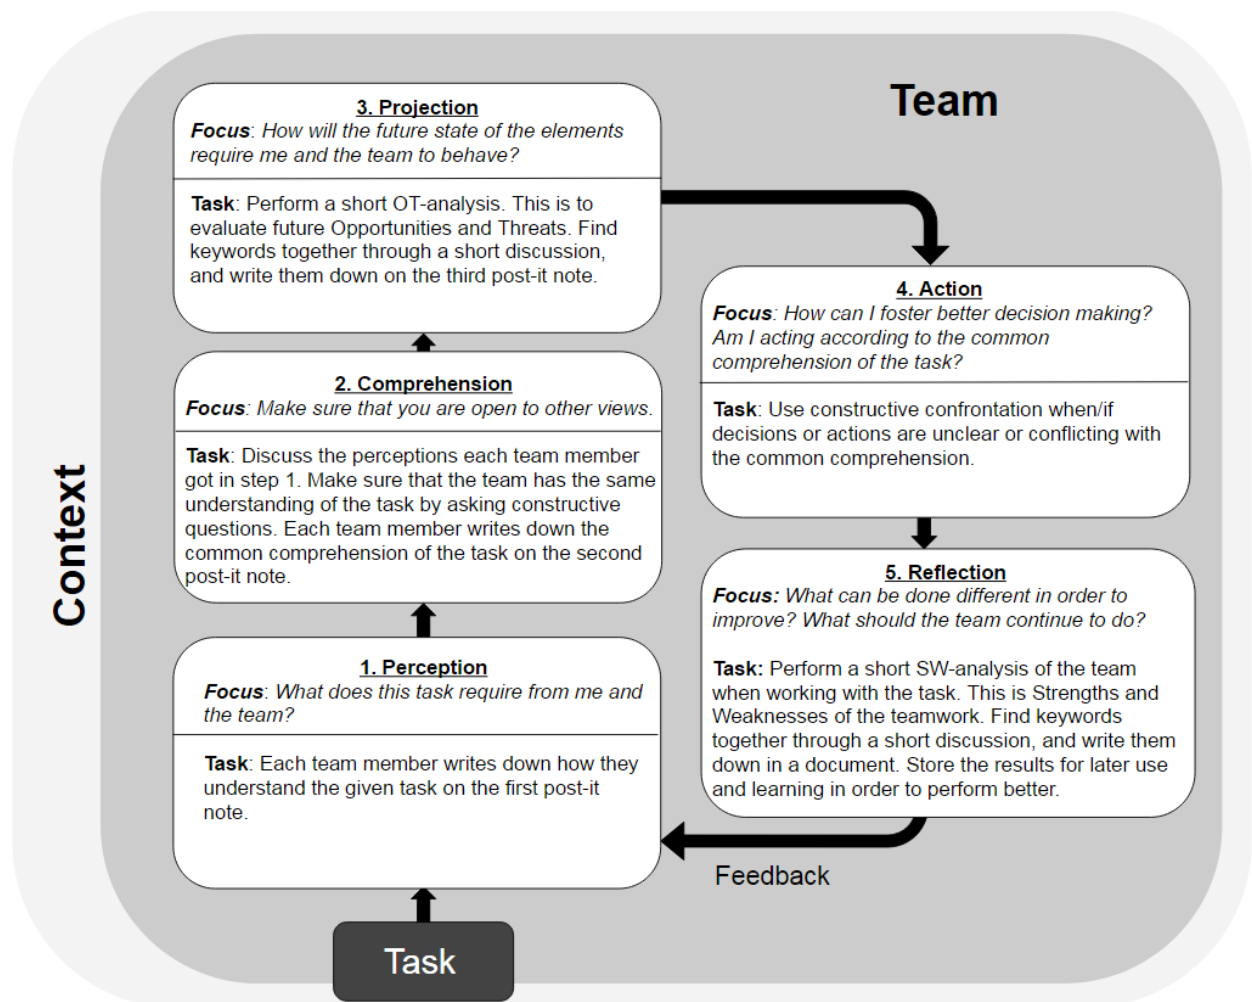 Context
Team
3. Projection
Focus: How will the future state of the elements
require me and the team to behave?
Task: Perform a short OT-analysis. This is to
evaluate future Opportunities and Threats. Find
keywords together through a short discussion,
and write them down on the third post-it note.
2. Comprehension
Focus: Make sure that you are open to other views.
Task: Discuss the perceptions each team member
got in step 1. Make sure that the team has the same
understanding of the task by asking constructive
questions. Each team member writes down the
common comprehension of the task on the second
post-it note.
1. Perception
Focus: What does this task require from me and
the team?
Task: Each team member writes down how they
understand the given task on the first post-it
note.
Task
4. Action
Focus: How can I foster better decision making?
Am I acting according to the common
comprehension of the task?
Task: Use constructive confrontation when/if
decisions or actions are unclear or conflicting with
the common comprehension.
5. Reflection
Focus: What can be done different in order to
improve? What should the team continue to do?
Task: Perform a short SW-analysis of the team
when working with the task. This is Strengths and
Weaknesses of the teamwork. Find keywords
together through a short discussion, and write them
down in a document. Store the results for later use
and learning in order to perform better.
Feedback